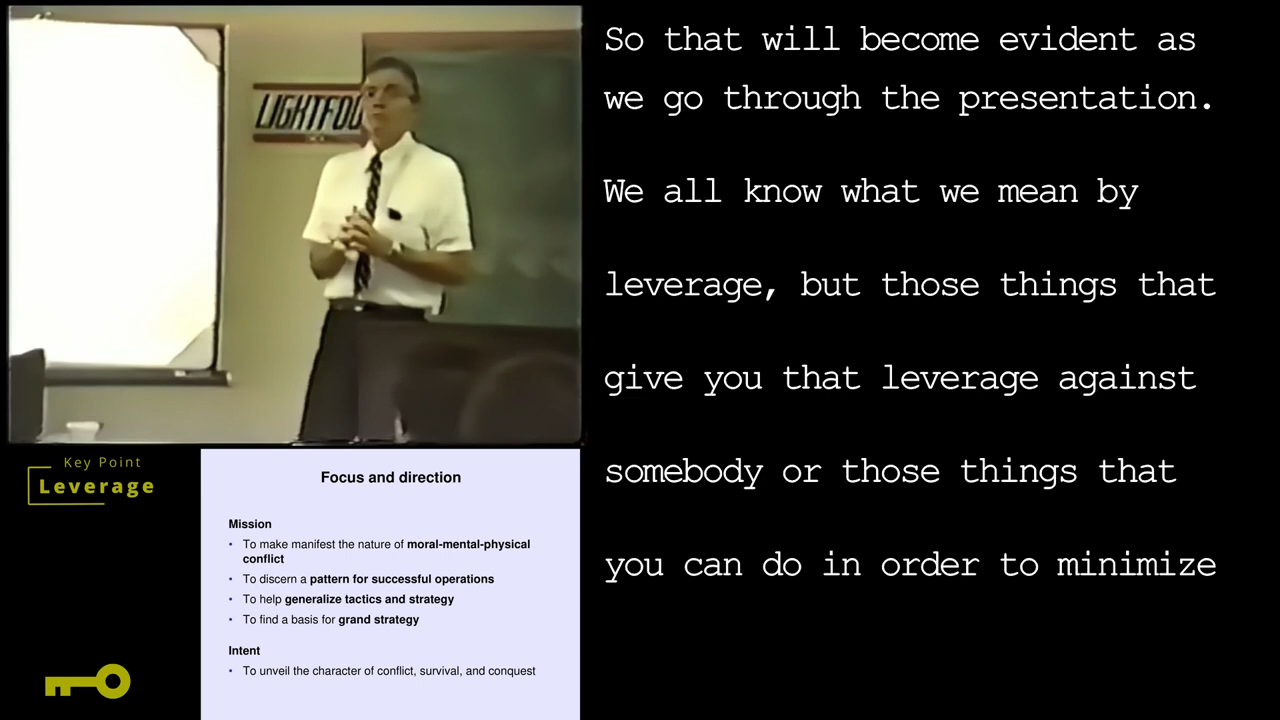 LIGHTFOO
Key Point
Leverage
Focus and direction
Mission
• To make manifest the nature of moral-mental-physical
conflict
• To discern a pattern for successful operations
• To help generalize tactics and strategy
• To find a basis for grand strategy
Intent
• To unveil the character of conflict, survival, and conquest
So that will become evident as
we go through the presentation.
We all know what we mean by
leverage, but those things that
give you that leverage against
somebody or those things that
you can do in order to minimize